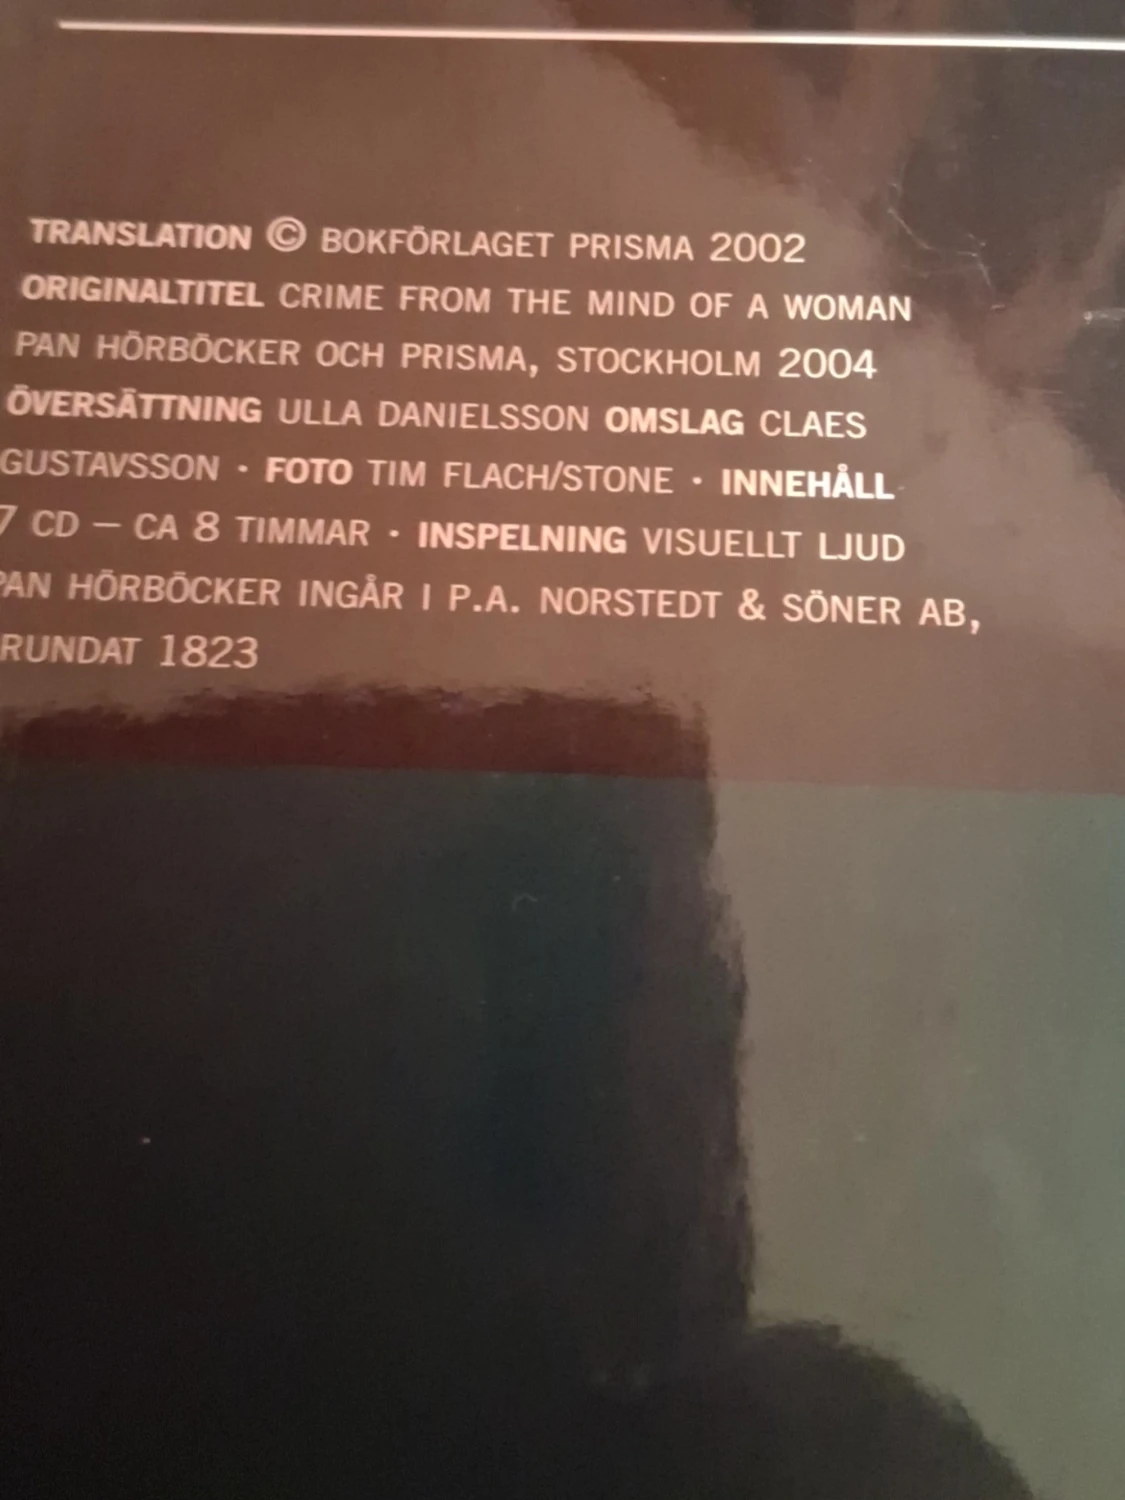 TRANSLATION © BOKFÖRLAGET PRISMA 2002
ORIGINALTITEL CRIME FROM THE MIND OF A WOMAN
PAN HÖRBÖCKER OCH PRISMA, STOCKHOLM 2004
ÖVERSÄTTNING ULLA DANIELSSON OMSLAG CLAES
GUSTAVSSON · FOTO TIM FLACH/STONE · INNEHÅLL
7 CD – CA 8 TIMMAR · INSPELNING VISUELLT LJUD
PAN HÖRBÖCKER INGÅR I P.A. NORSTEDT & SÖNER AB,
RUNDAT 1823